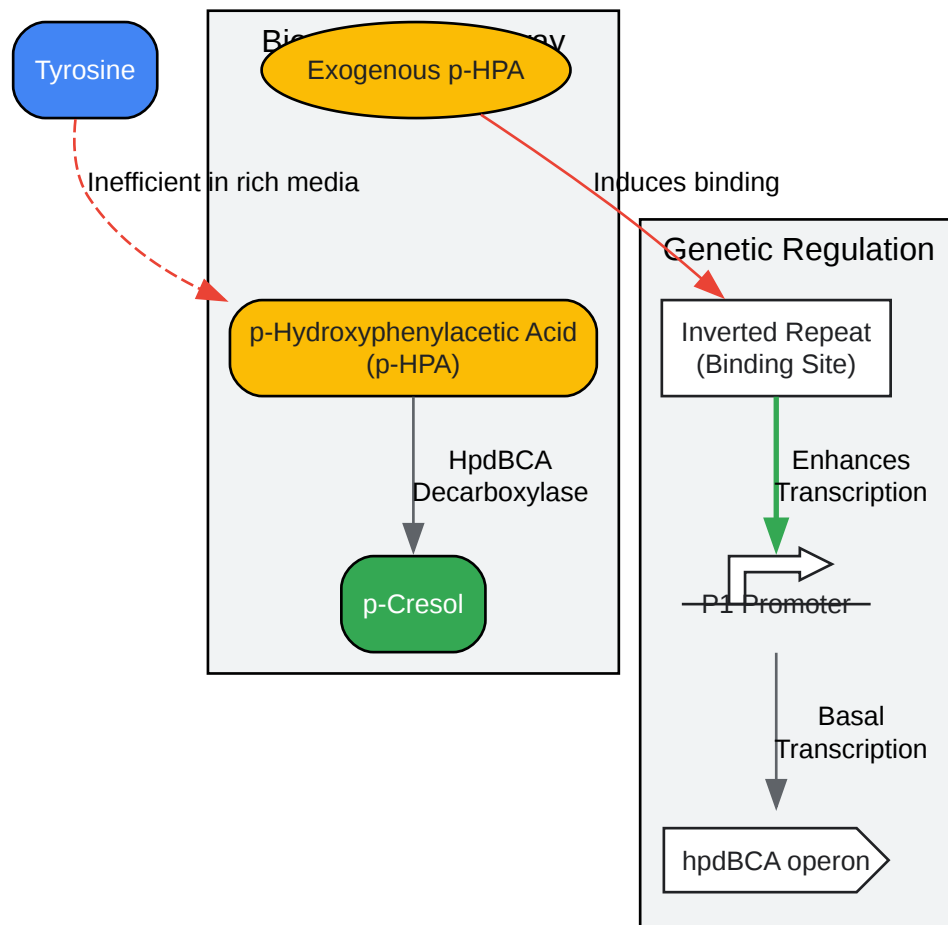 Tyrosine
Exogenous p-HPA
Inefficient in rich media
Induces binding
Genetic Regulation
p-Hydroxyphenylacetic Acid
(p-HPA)
Inverted Repeat
(Binding Site)
HpdBCA
Decarboxylase
Enhances
Transcription
p-Cresol
P1 Promoter
Basal
Transcription
hpdBCA operon